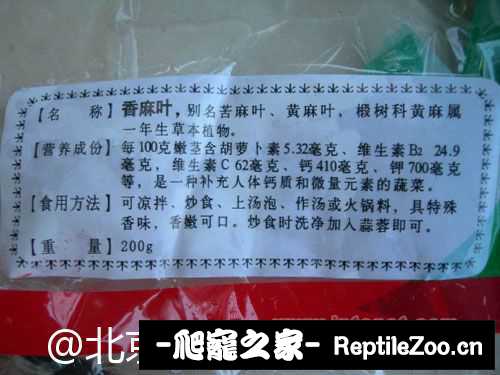 【名　　称】香麻叶，别名苦麻叶、黄麻叶，椴树科黄麻属
一年生草本植物。
【营养成份】每100克嫩茎含胡萝卜素5.32毫克、维生素B2 24.9
毫克，维生素C 62毫克、钙410毫克、钾700毫克
等，是一种补充人体钙质和微量元素的蔬菜。
【食用方法】可凉拌、炒食、上汤泡、作汤或火锅料，具特殊
香味，香嫩可口。炒食时洗净加入蒜蓉即可。
【重　　量】200g
@北京
-爬寵之家- ReptileZoo.cn